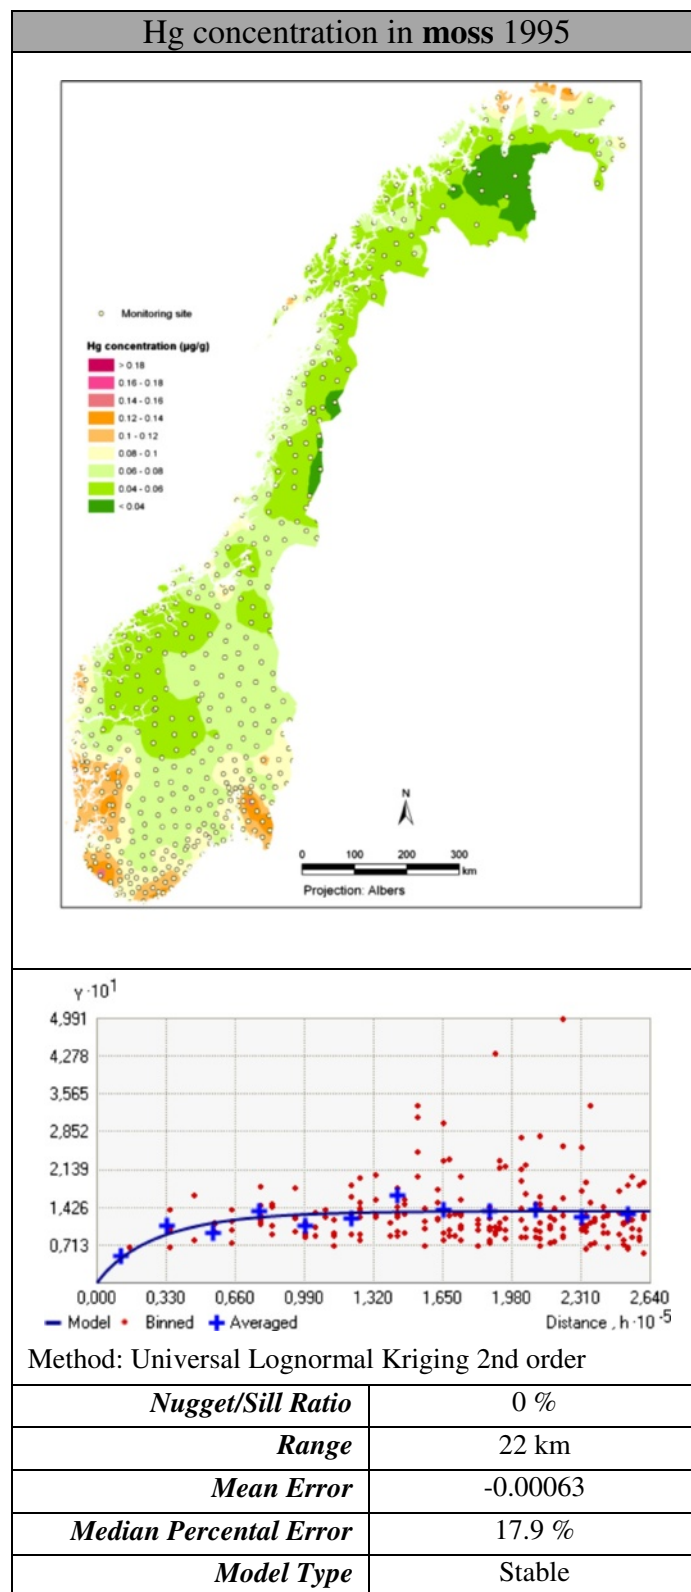 Hg concentration in moss 1995
Monitoring site
Hg concentration (µg/g)
> 0.18
0.16 - 0.18
0.14 - 0.16
0.12 - 0.14
0.1 - 0.12
0.08 - 0.1
0.06 - 0.08
0.04 - 0.06
< 0.04
N
0 100 200 300
km
Projection: Albers
γ·10¹
4,991
4,278
3,565
2,852
2,139
1,426
0,713
0,000 0,330 0,660 0,990 1,320 1,650 1,980 2,310 2,640
Model Binned Averaged Distance , h·10⁻⁵
Method: Universal Lognormal Kriging 2nd order
Nugget/Sill Ratio 0 %
Range 22 km
Mean Error -0.00063
Median Percental Error 17.9 %
Model Type Stable